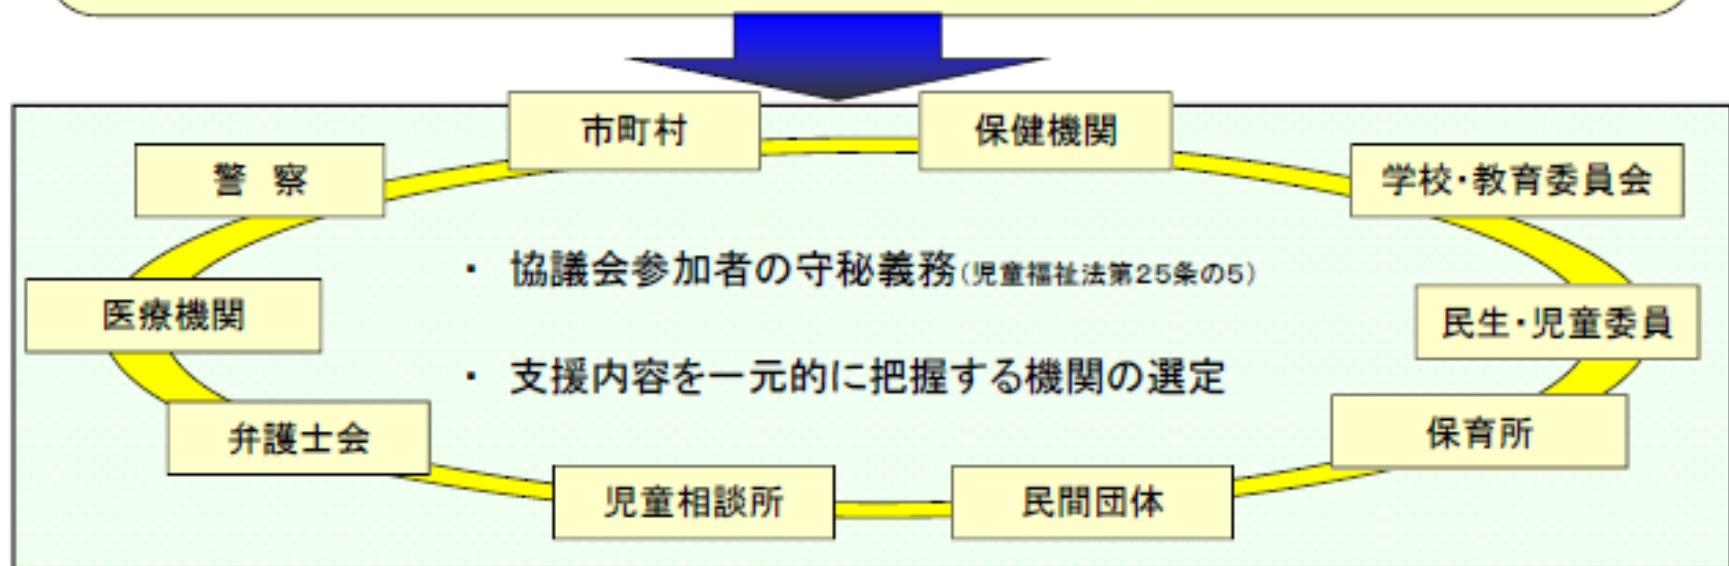 市町村
保健機関
警 察
学校・教育委員会
・ 協議会参加者の守秘義務(児童福祉法第25条の5)
医療機関
民生・児童委員
・ 支援内容を一元的に把握する機関の選定
弁護士会
保育所
児童相談所
民間団体